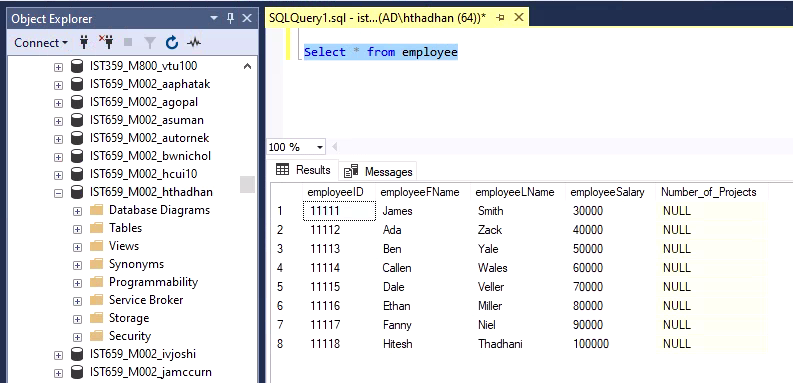 Object Explorer
Connect
IST359_M800_vtu100
IST659_M002_aaphatak
IST659_M002_agopal
IST659_M002_asuman
IST659_M002_autornek
IST659_M002_bwnichol
IST659_M002_hcui10
IST659_M002_hthadhan
Database Diagrams
Tables
Views
Synonyms
Programmability
Service Broker
Storage
Security
IST659_M002_ivjoshi
IST659_M002_jamccurn
SQLQuery1.sql - ist...(AD\hthadhan (64))*
Select * from employee
100 %
Results Messages
employeeID employeeFName employeeLName employeeSalary Number_of_Projects
1 11111 James Smith 30000 NULL
2 11112 Ada Zack 40000 NULL
3 11113 Ben Yale 50000 NULL
4 11114 Callen Wales 60000 NULL
5 11115 Dale Veller 70000 NULL
6 11116 Ethan Miller 80000 NULL
7 11117 Fanny Niel 90000 NULL
8 11118 Hitesh Thadhani 100000 NULL